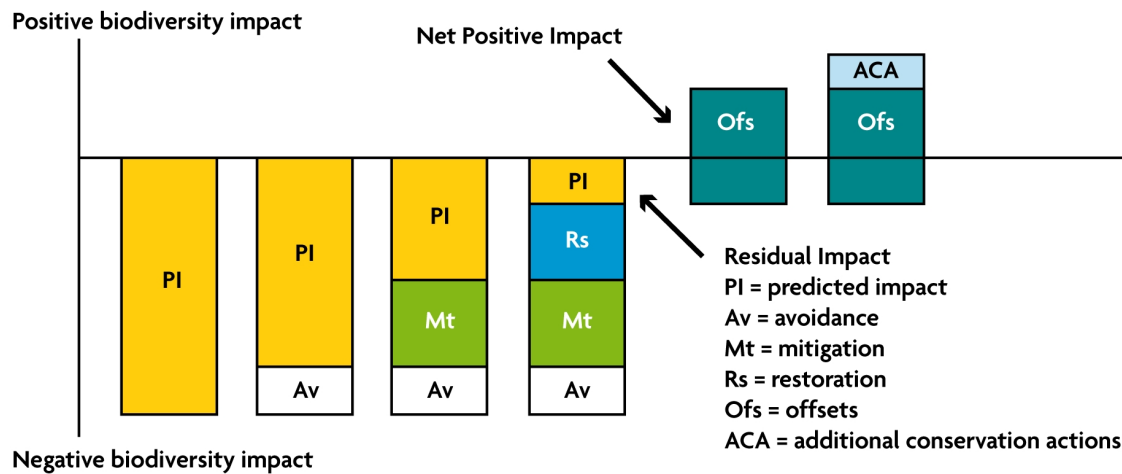 Positive biodiversity impact
Net Positive Impact
ACA
Ofs
Ofs
PI
PI
Rs
PI
PI
Mt
Mt
Av
Av
Av
Residual Impact
PI = predicted impact
Av = avoidance
Mt = mitigation
Rs = restoration
Ofs = offsets
ACA = additional conservation actions
Negative biodiversity impact